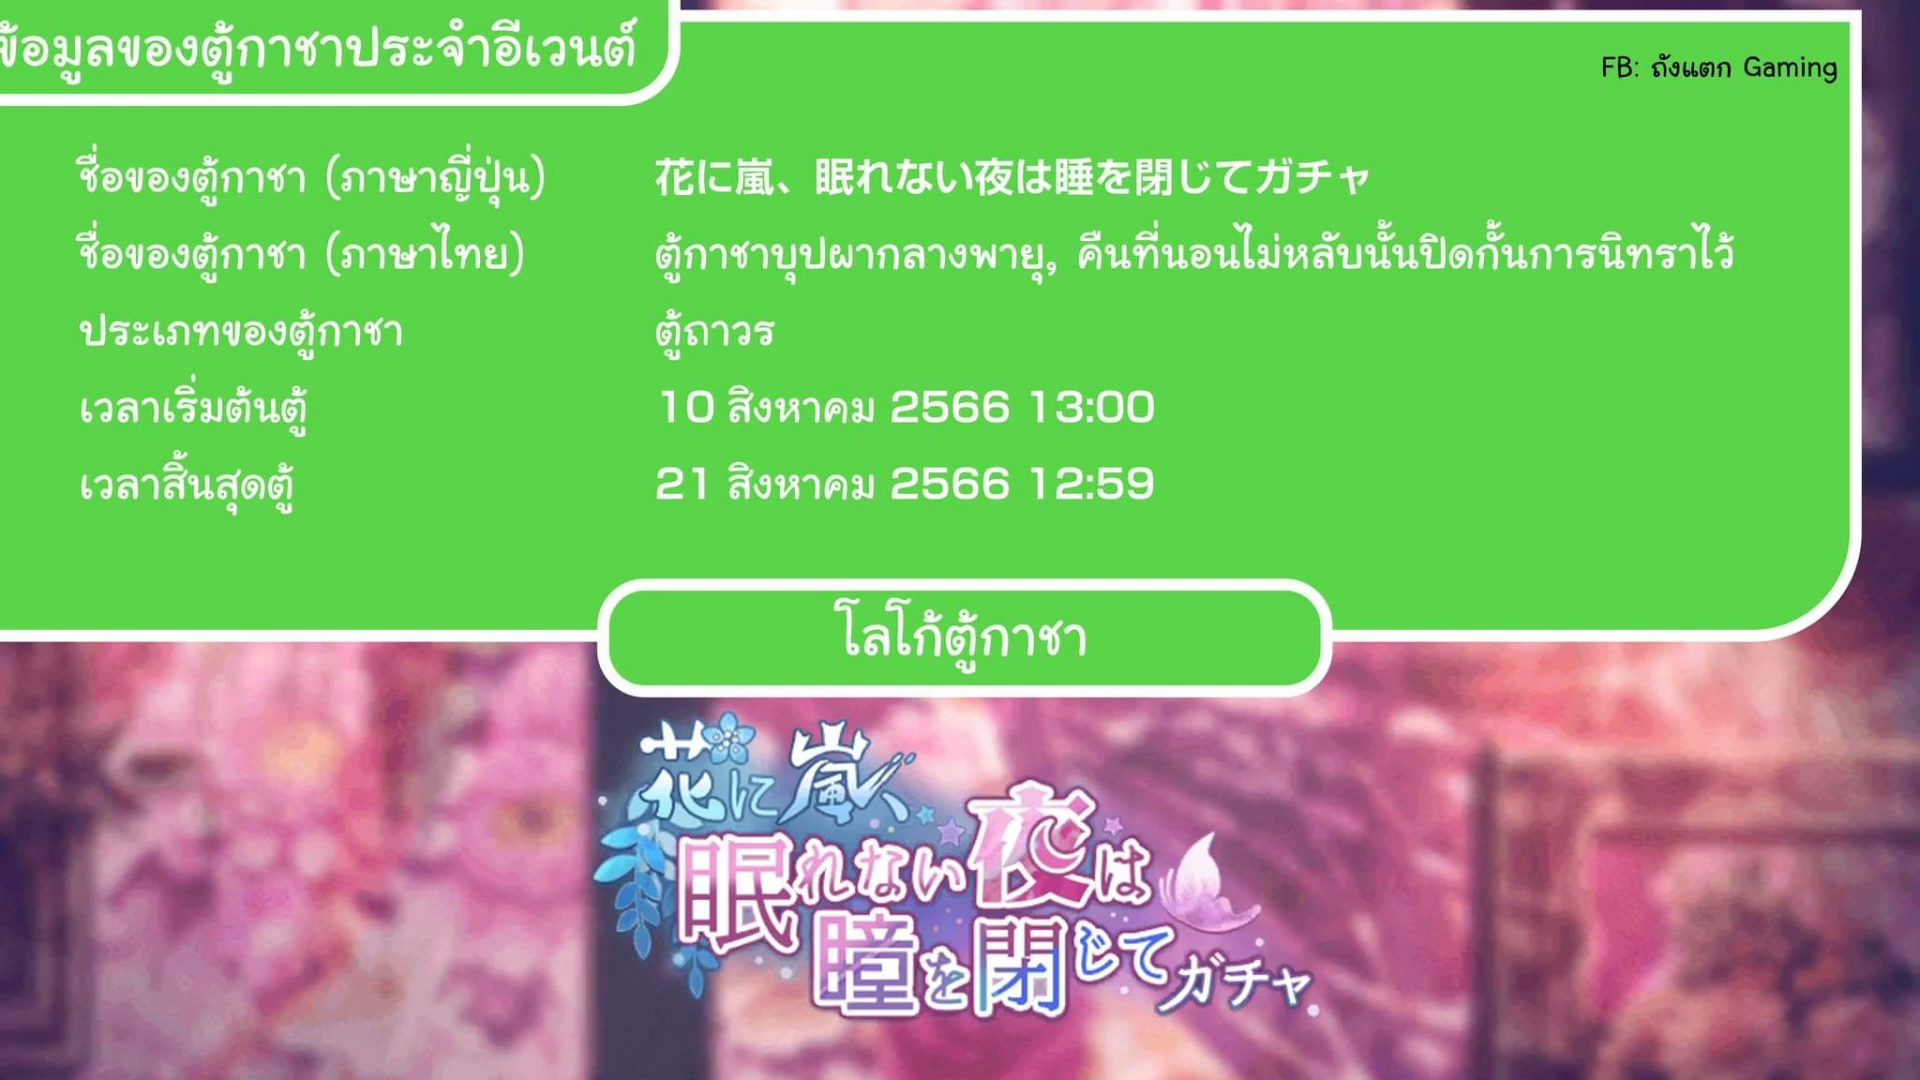 ข้อมูลของตู้กาชาประจำอีเวนต์
FB: ถังแตก Gaming
ชื่อของตู้กาชา (ภาษาญี่ปุ่น) 花に嵐、眠れない夜は睡を閉じてガチャ
ชื่อของตู้กาชา (ภาษาไทย) ตู้กาชาบุปผากลางพายุ, คืนที่นอนไม่หลับนั้นปิดกั้นการนิทราไว้
ประเภทของตู้กาชา ตู้ถาวร
เวลาเริ่มต้นตู้ 10 สิงหาคม 2566 13:00
เวลาสิ้นสุดตู้ 21 สิงหาคม 2566 12:59
โลโก้ตู้กาชา
花に嵐、
眠れない夜は
瞳を閉じてガチャ